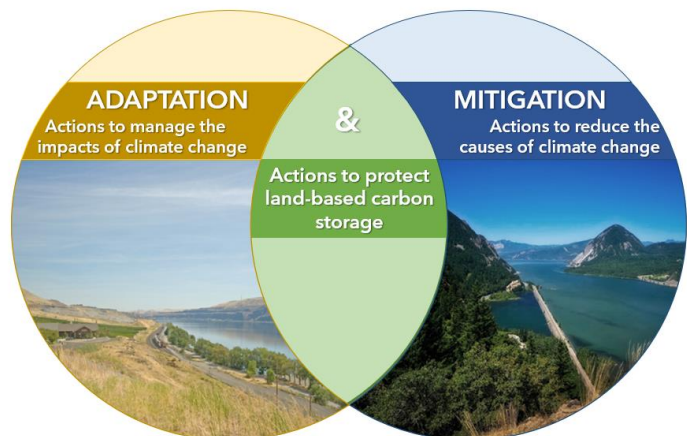 ADAPTATION
Actions to manage the
impacts of climate change
&
Actions to protect
land-based carbon
storage
MITIGATION
Actions to reduce the
causes of climate change